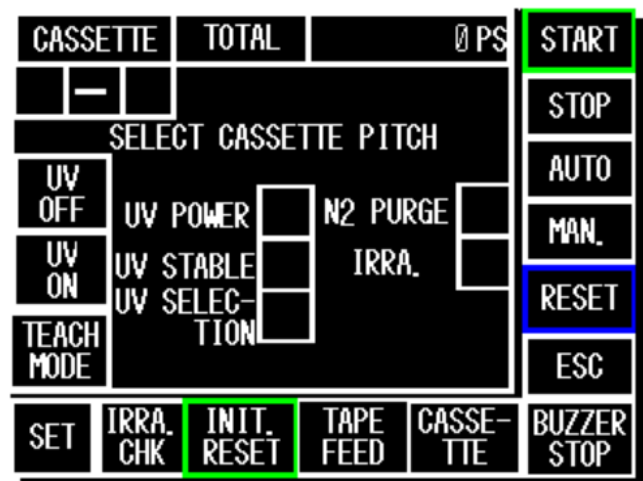 CASSETTE TOTAL 0 PS START
–
STOP
SELECT CASSETTE PITCH
AUTO
UV
OFF
UV POWER N2 PURGE
MAN.
UV
ON
UV STABLE IRRA.
RESET
UV SELEC-
TION
TEACH
MODE
ESC
SET
IRRA.
CHK
INIT.
RESET
TAPE
FEED
CASSE-
TTE
BUZZER
STOP